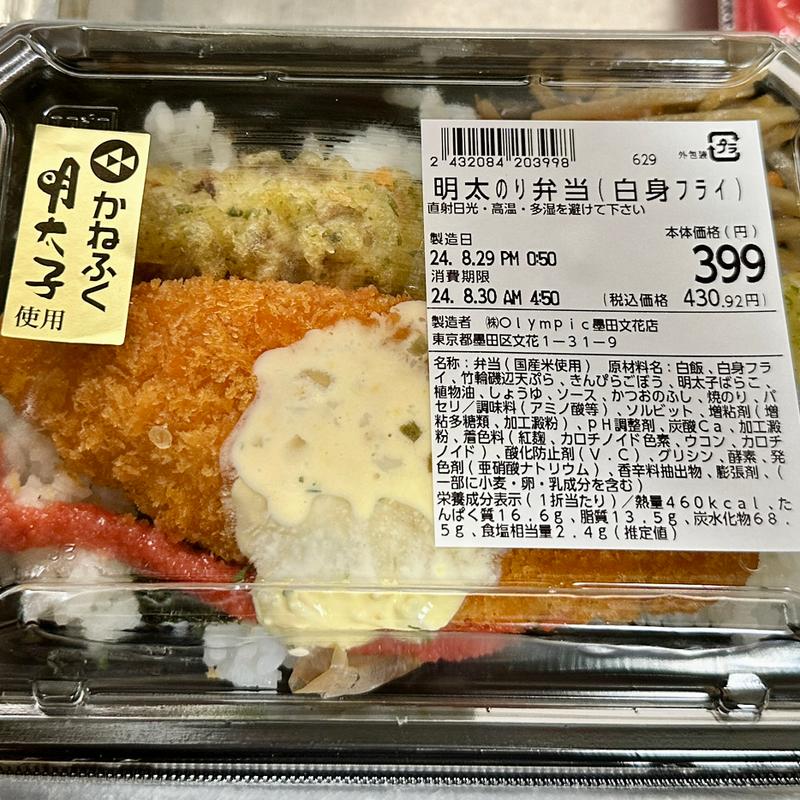 かねふく
明太子
使用
2 432084 203998
629
外包装
プラ
明太のり弁当(白身フライ)
直射日光・高温・多湿を避けて下さい
製造日
本体価格(円)
24. 8.29 PM 0:50
399
消費期限
24. 8.30 AM 4:50
(税込価格 430.92円)
製造者 ㈱Olympic墨田文花店
東京都墨田区文花1-31-9
名称:弁当(国産米使用) 原材料名:白飯、白身フラ
イ、竹輪磯辺天ぷら、きんぴらごぼう、明太子ばらこ、
植物油、しょうゆ、ソース、かつおのふし、焼のり、パ
セリ/調味料(アミノ酸等)、ソルビット、増粘剤(増
粘多糖類、加工澱粉)、pH調整剤、炭酸Ca、加工澱
粉、着色料(紅麹、カロチノイド色素、ウコン、カロチ
ノイド)、酸化防止剤(V.C)、グリシン、酵素、発
色剤(亜硝酸ナトリウム)、香辛料抽出物、膨張剤、(
一部に小麦・卵・乳成分を含む)
栄養成分表示(1折当たり)/熱量460kcal、た
んぱく質16.6g、脂質13.5g、炭水化物68.
5g、食塩相当量2.4g(推定値)